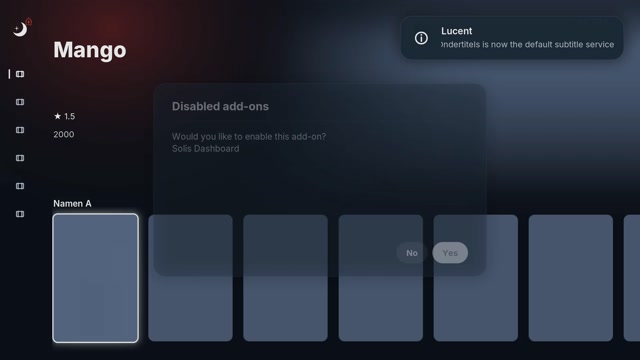 Mango
Lucent
Ondertitels is now the default subtitle service
Disabled add-ons
★ 1.5
Would you like to enable this add-on?
2000
Solis Dashboard
Namen A
No
Yes